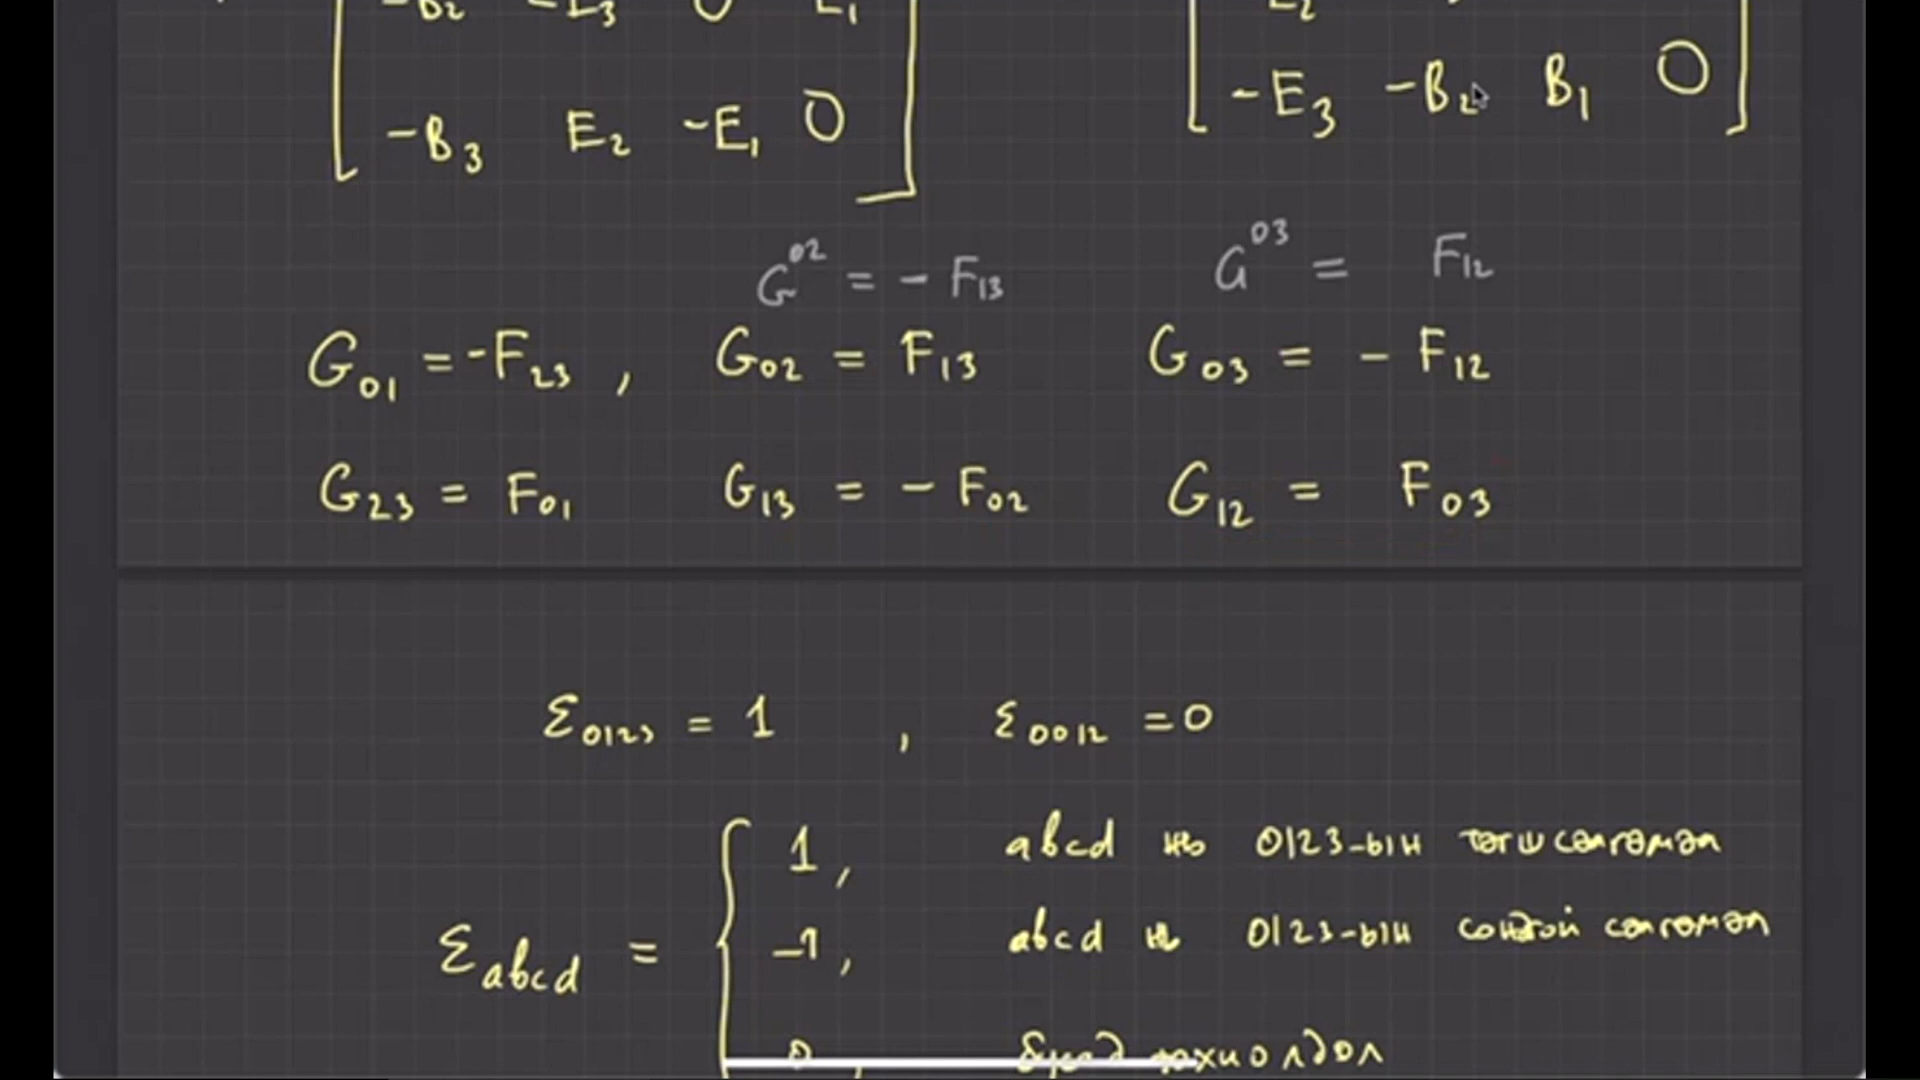 -B₂ -E₃ 0 E₁
-B₃ E₂ -E₁ 0
-E₃ -B₂ B₁ 0
G⁰² = - F₁₃ G⁰³ = F₁₂
G₀₁ = -F₂₃ , G₀₂ = F₁₃ G₀₃ = - F₁₂
G₂₃ = F₀₁ G₁₃ = - F₀₂ G₁₂ = F₀₃
ε₀₁₂₃ = 1 , ε₀₀₁₂ = 0
1 , abcd нь 0123-ын тэгш сэлгэмэл
ε_abcd = { -1 , abcd нь 0123-ын сондгой сэлгэмэл
0 , бусад тохиолдол